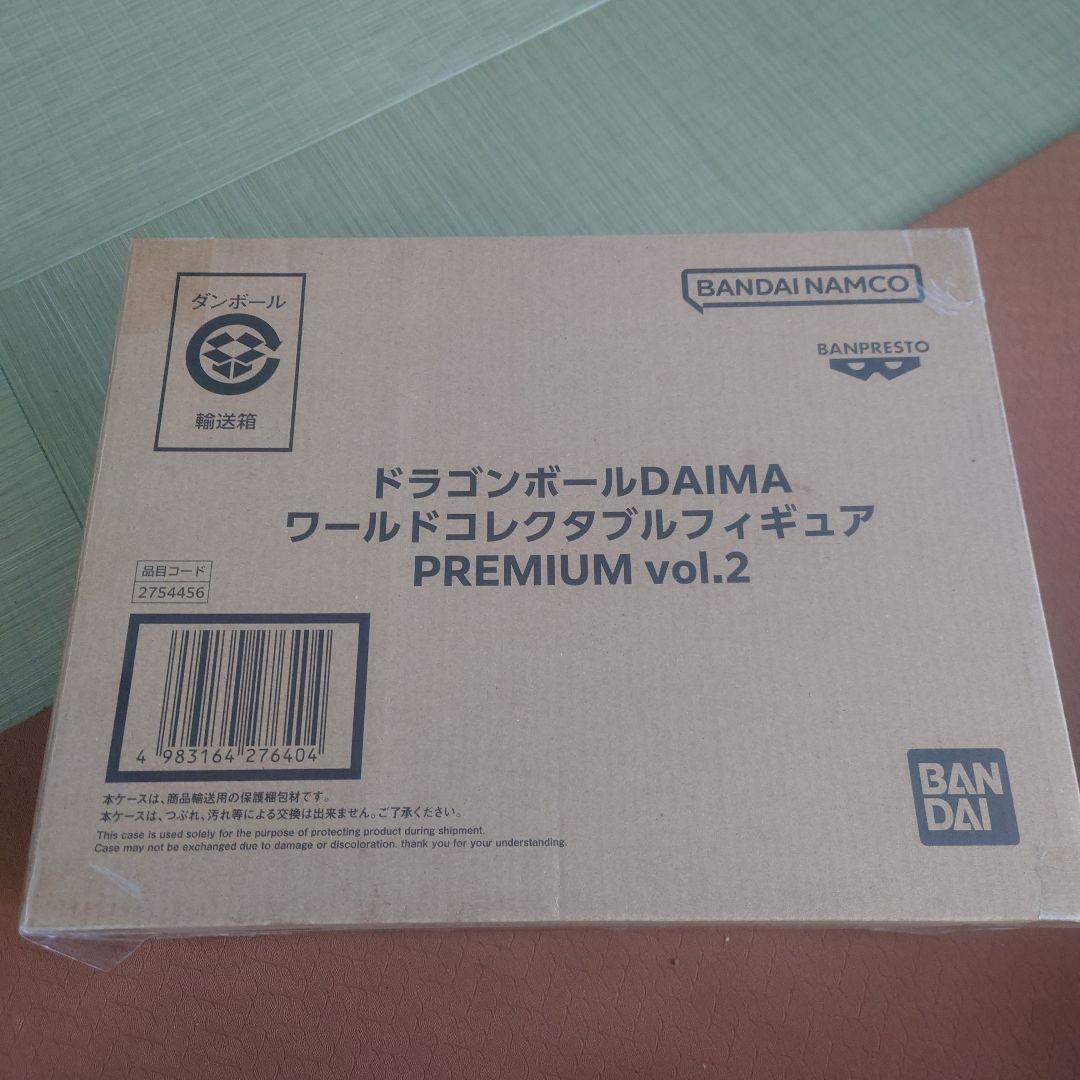 ダンボール
輸送箱
BANDAI NAMCO
BANPRESTO
ドラゴンボールDAIMA
ワールドコレクタブルフィギュア
PREMIUM vol.2
品目コード
2754456
4 983164 276404
本ケースは、商品輸送用の保護梱包材です。
本ケースは、つぶれ、汚れ等による交換は出来ません。ご了承ください。
This case is used solely for the purpose of protecting product during shipment.
Case may not be exchanged due to damage or discoloration. thank you for your understanding.
BAN
DAI